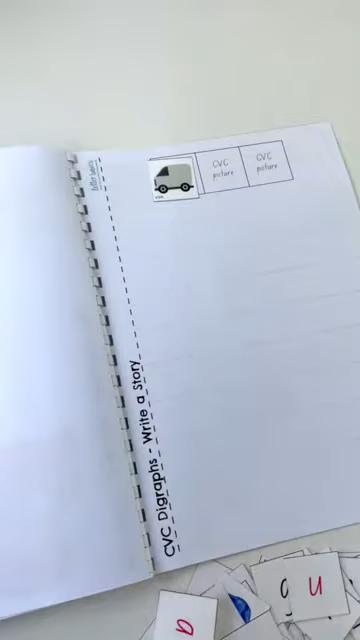 CVC
picture
CVC
picture
CVC Digraphs - Write a Story
n
a